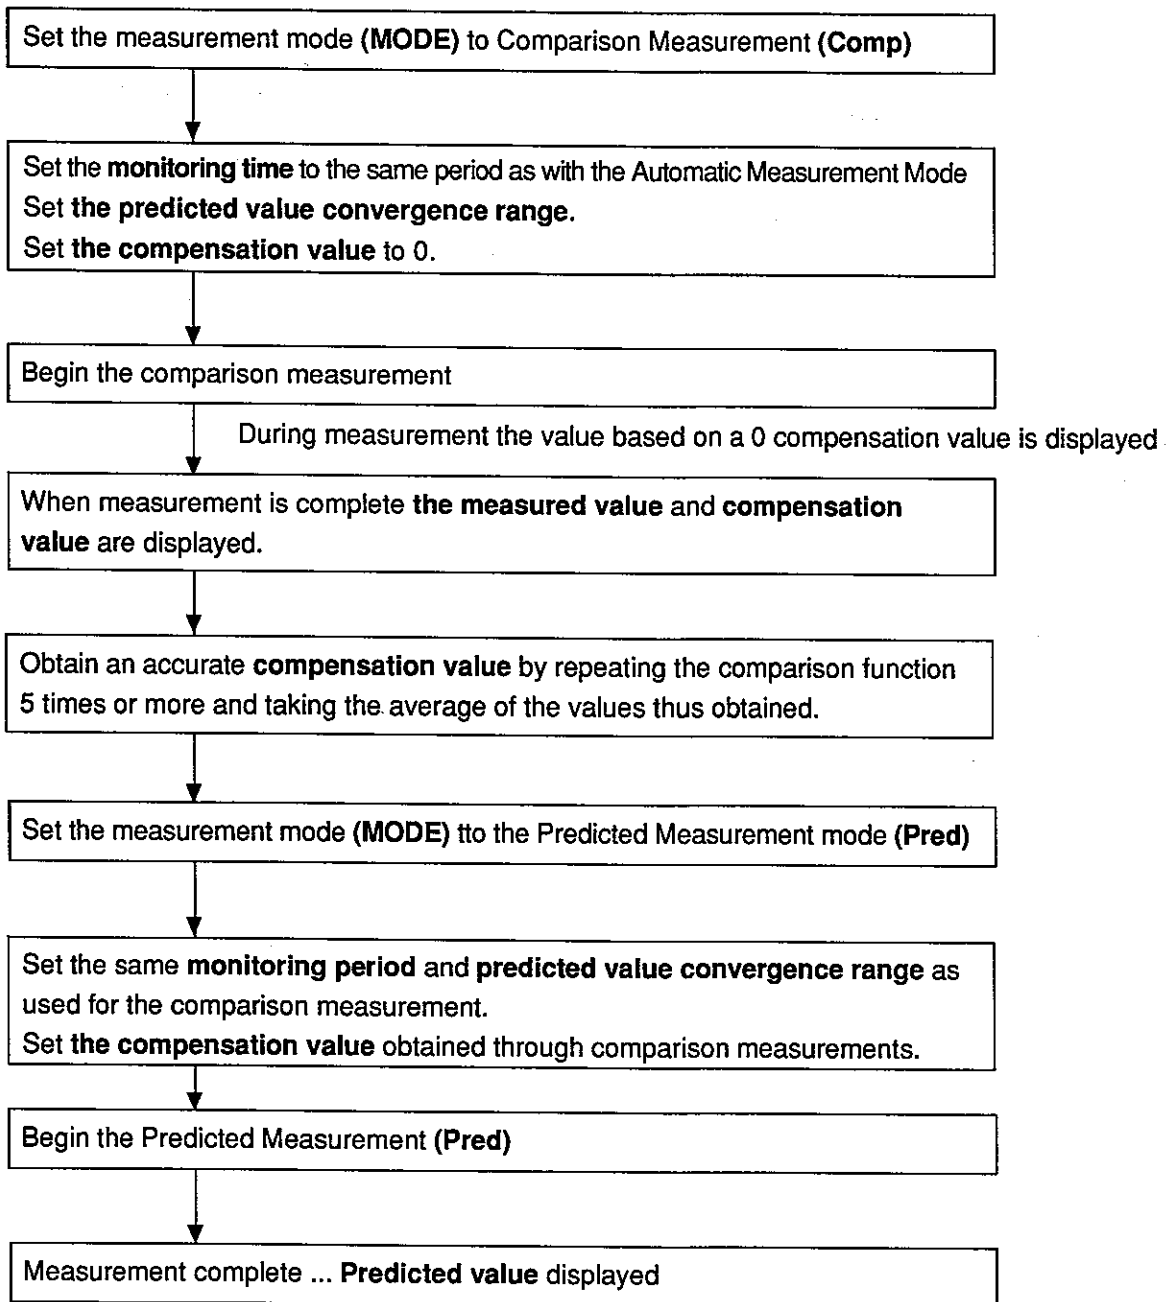 Set the measurement mode (MODE) to Comparison Measurement (Comp)
Set the monitoring time to the same period as with the Automatic Measurement Mode
Set the predicted value convergence range.
Set the compensation value to 0.
Begin the comparison measurement
During measurement the value based on a 0 compensation value is displayed
When measurement is complete the measured value and compensation
value are displayed.
Obtain an accurate compensation value by repeating the comparison function
5 times or more and taking the average of the values thus obtained.
Set the measurement mode (MODE) tto the Predicted Measurement mode (Pred)
Set the same monitoring period and predicted value convergence range as
used for the comparison measurement.
Set the compensation value obtained through comparison measurements.
Begin the Predicted Measurement (Pred)
Measurement complete ... Predicted value displayed